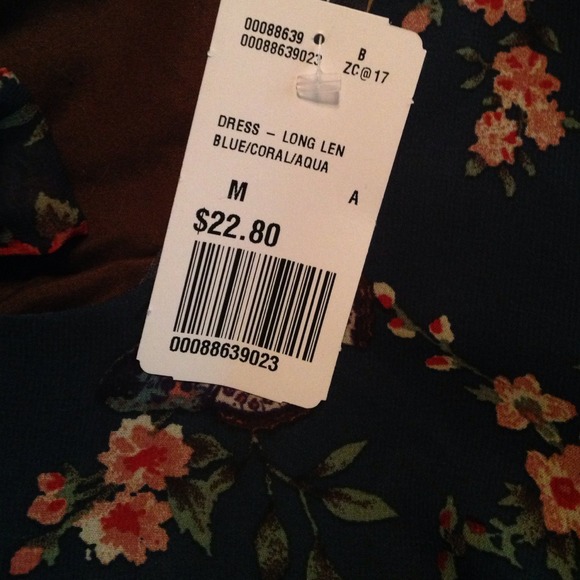 00088639 B
00088639023 ZC@17
DRESS – LONG LEN
BLUE/CORAL/AQUA
M A
$22.80
00088639023